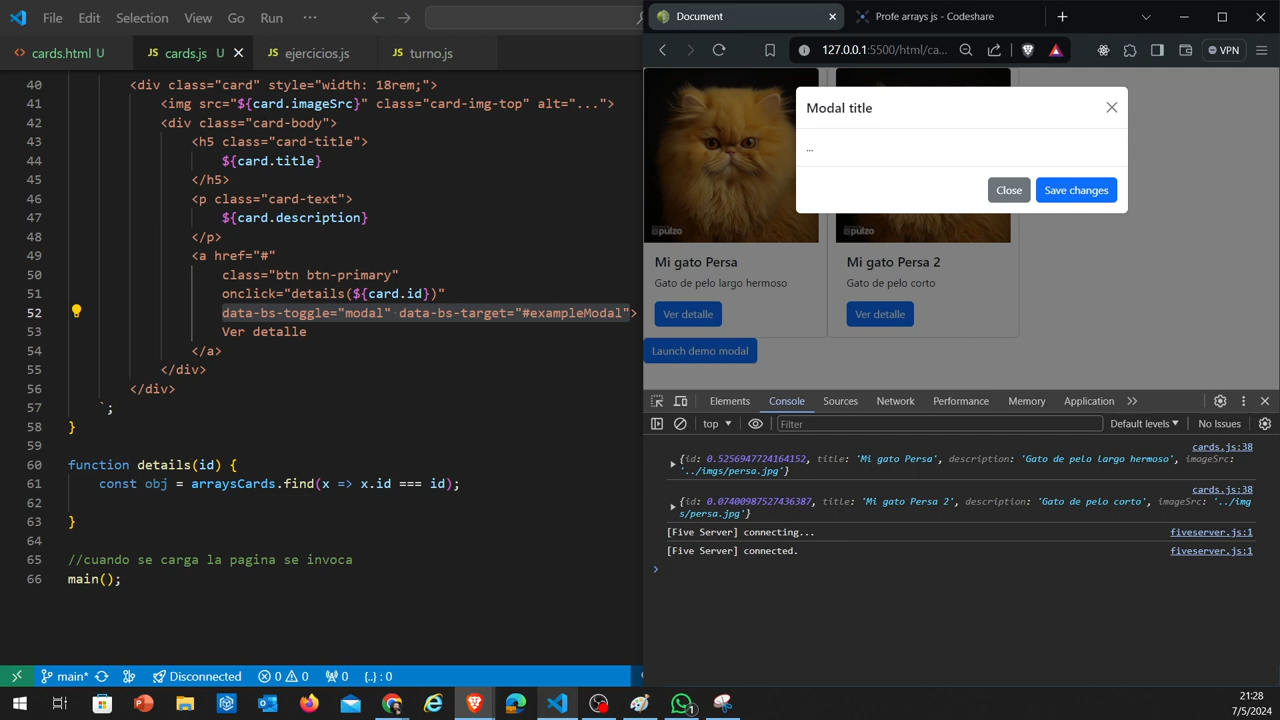 File Edit Selection View Go Run ···
cards.html U
JS cards.js U
JS ejercicios.js
JS turno.js
40 <div class="card" style="width: 18rem;">
41 <img src="${card.imageSrc}" class="card-img-top" alt="...">
42 <div class="card-body">
43 <h5 class="card-title">
44 ${card.title}
45 </h5>
46 <p class="card-text">
47 ${card.description}
48 </p>
49 <a href="#"
50 class="btn btn-primary"
51 onclick="details(${card.id})"
52 data-bs-toggle="modal" data-bs-target="#exampleModal">
53 Ver detalle
54 </a>
55 </div>
56 </div>
57 `;
58 }
59
60 function details(id) {
61 const obj = arraysCards.find(x => x.id === id);
62
63 }
64
65 //cuando se carga la pagina se invoca
66 main();
main* Disconnected 0 0 0 {..} : 0
Document
Profe arrays js - Codeshare
127.0.0.1:5500/html/ca...
VPN
Modal title
...
Close Save changes
pulzo
pulzo
Mi gato Persa
Gato de pelo largo hermoso
Ver detalle
Mi gato Persa 2
Gato de pelo corto
Ver detalle
Launch demo modal
Elements Console Sources Network Performance Memory Application
top Filter Default levels No Issues
cards.js:38
{id: 0.5256947724164152, title: 'Mi gato Persa', description: 'Gato de pelo largo hermoso', imageSrc:
'../imgs/persa.jpg'}
cards.js:38
{id: 0.07400987527436387, title: 'Mi gato Persa 2', description: 'Gato de pelo corto', imageSrc: '../img
s/persa.jpg'}
[Five Server] connecting... fiveserver.js:1
[Five Server] connected. fiveserver.js:1
1
21:28
7/5/2024